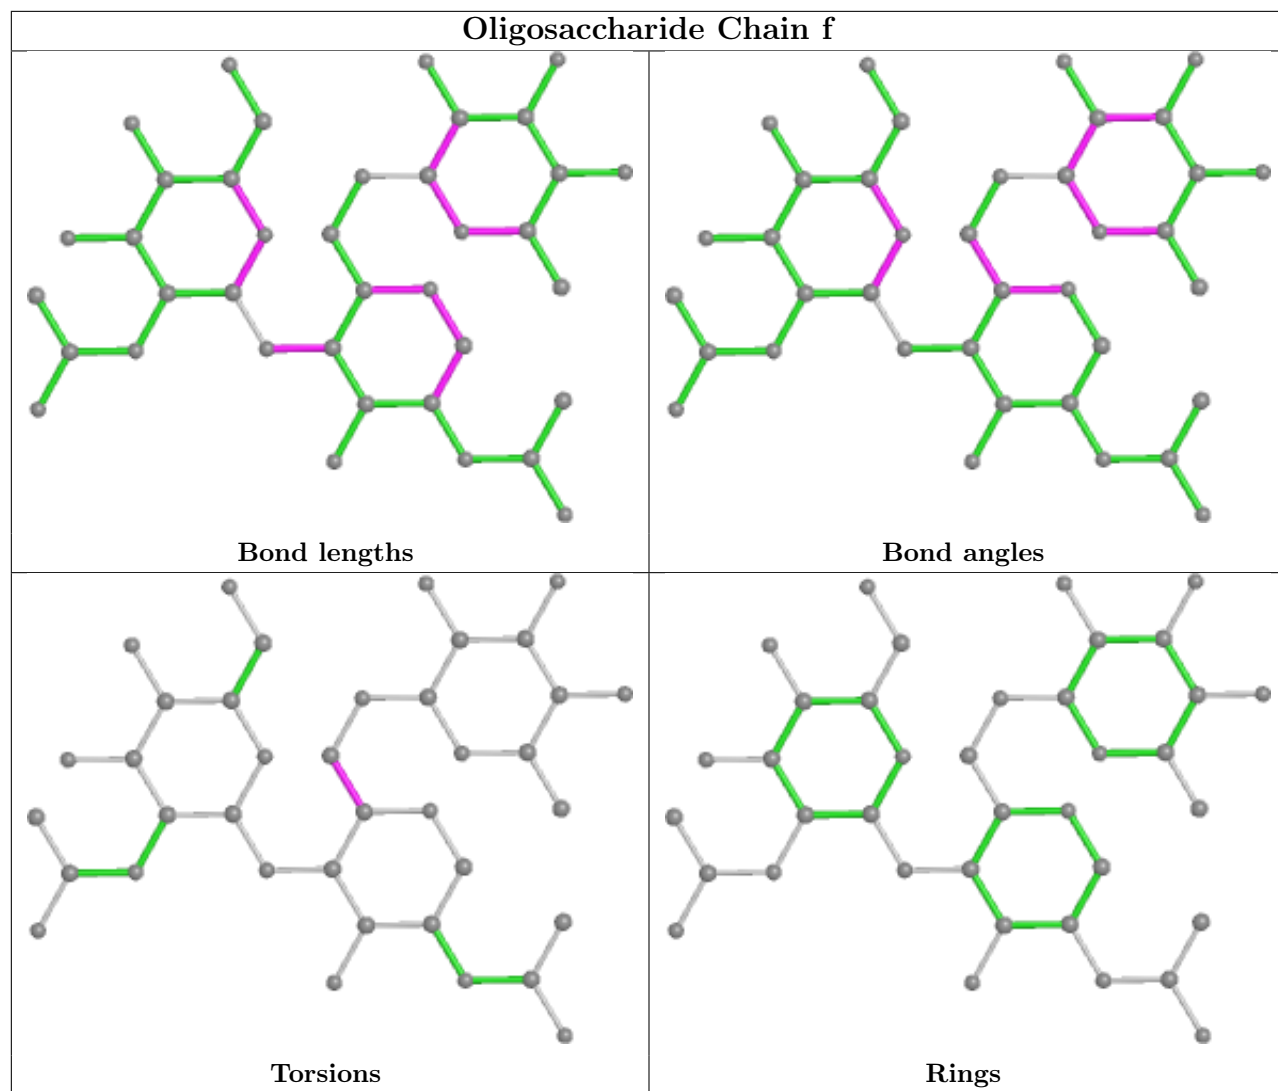 Oligosaccharide Chain f
Bond lengths
Bond angles
Torsions
Rings